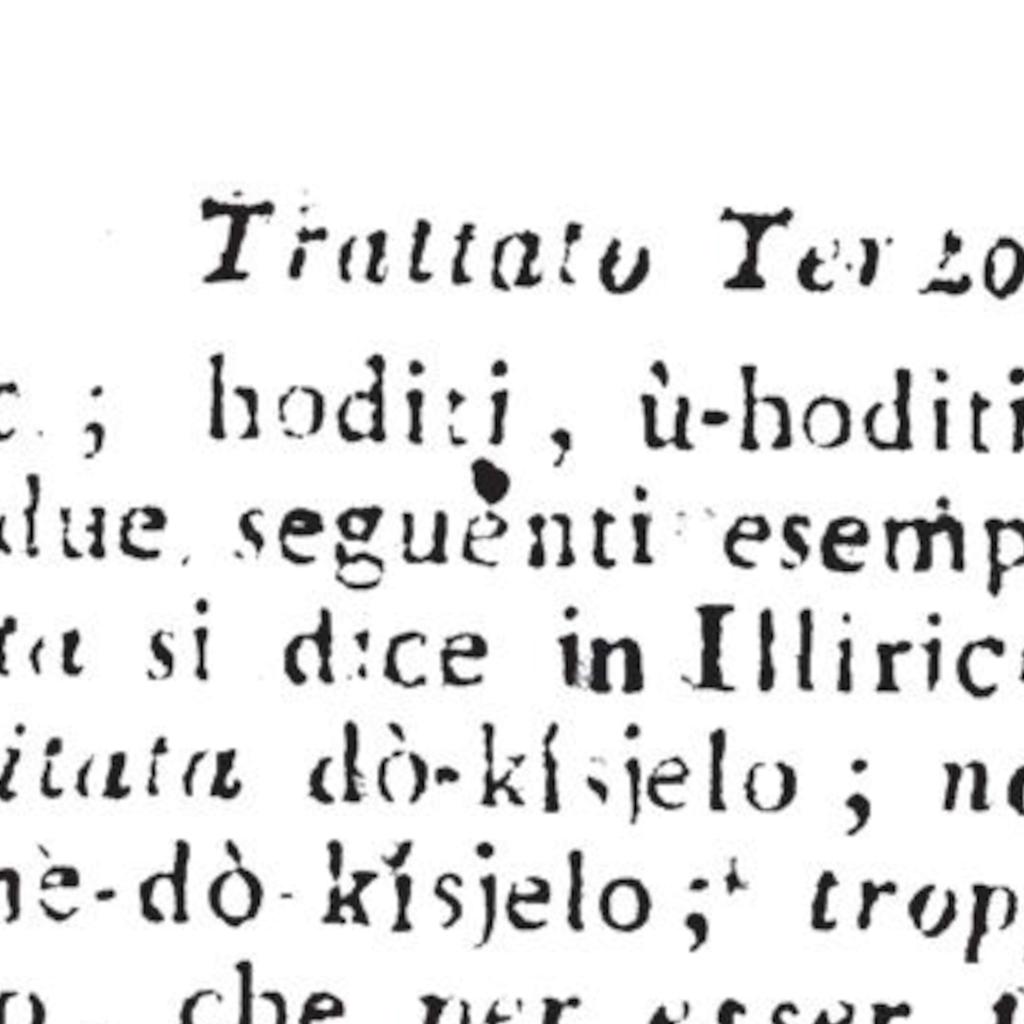 Trattato Terzo
c. ; hoditi, ù-hoditi
due seguenti esemp
ta si dice in Illiric
itata dò-kísjelo; no
nè-dò-kísjelo; trop
che per esser